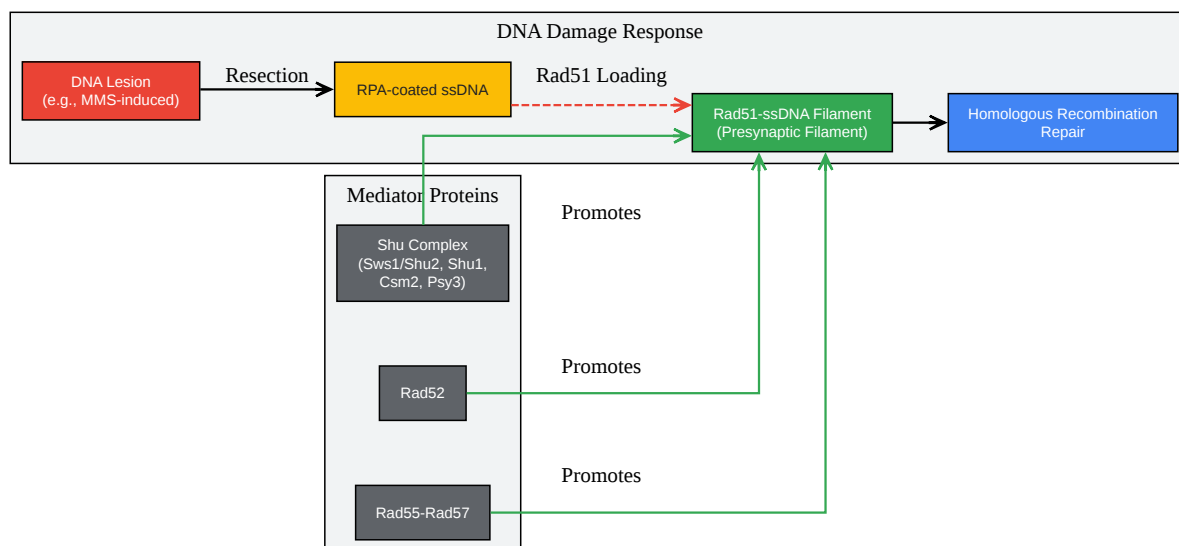 DNA Damage Response
DNA Lesion
(e.g., MMS-induced)
Resection
RPA-coated ssDNA
Rad51 Loading
Rad51-ssDNA Filament
(Presynaptic Filament)
Homologous Recombination
Repair
Mediator Proteins
Shu Complex
(Sws1/Shu2, Shu1,
Csm2, Psy3)
Promotes
Rad52
Promotes
Rad55-Rad57
Promotes